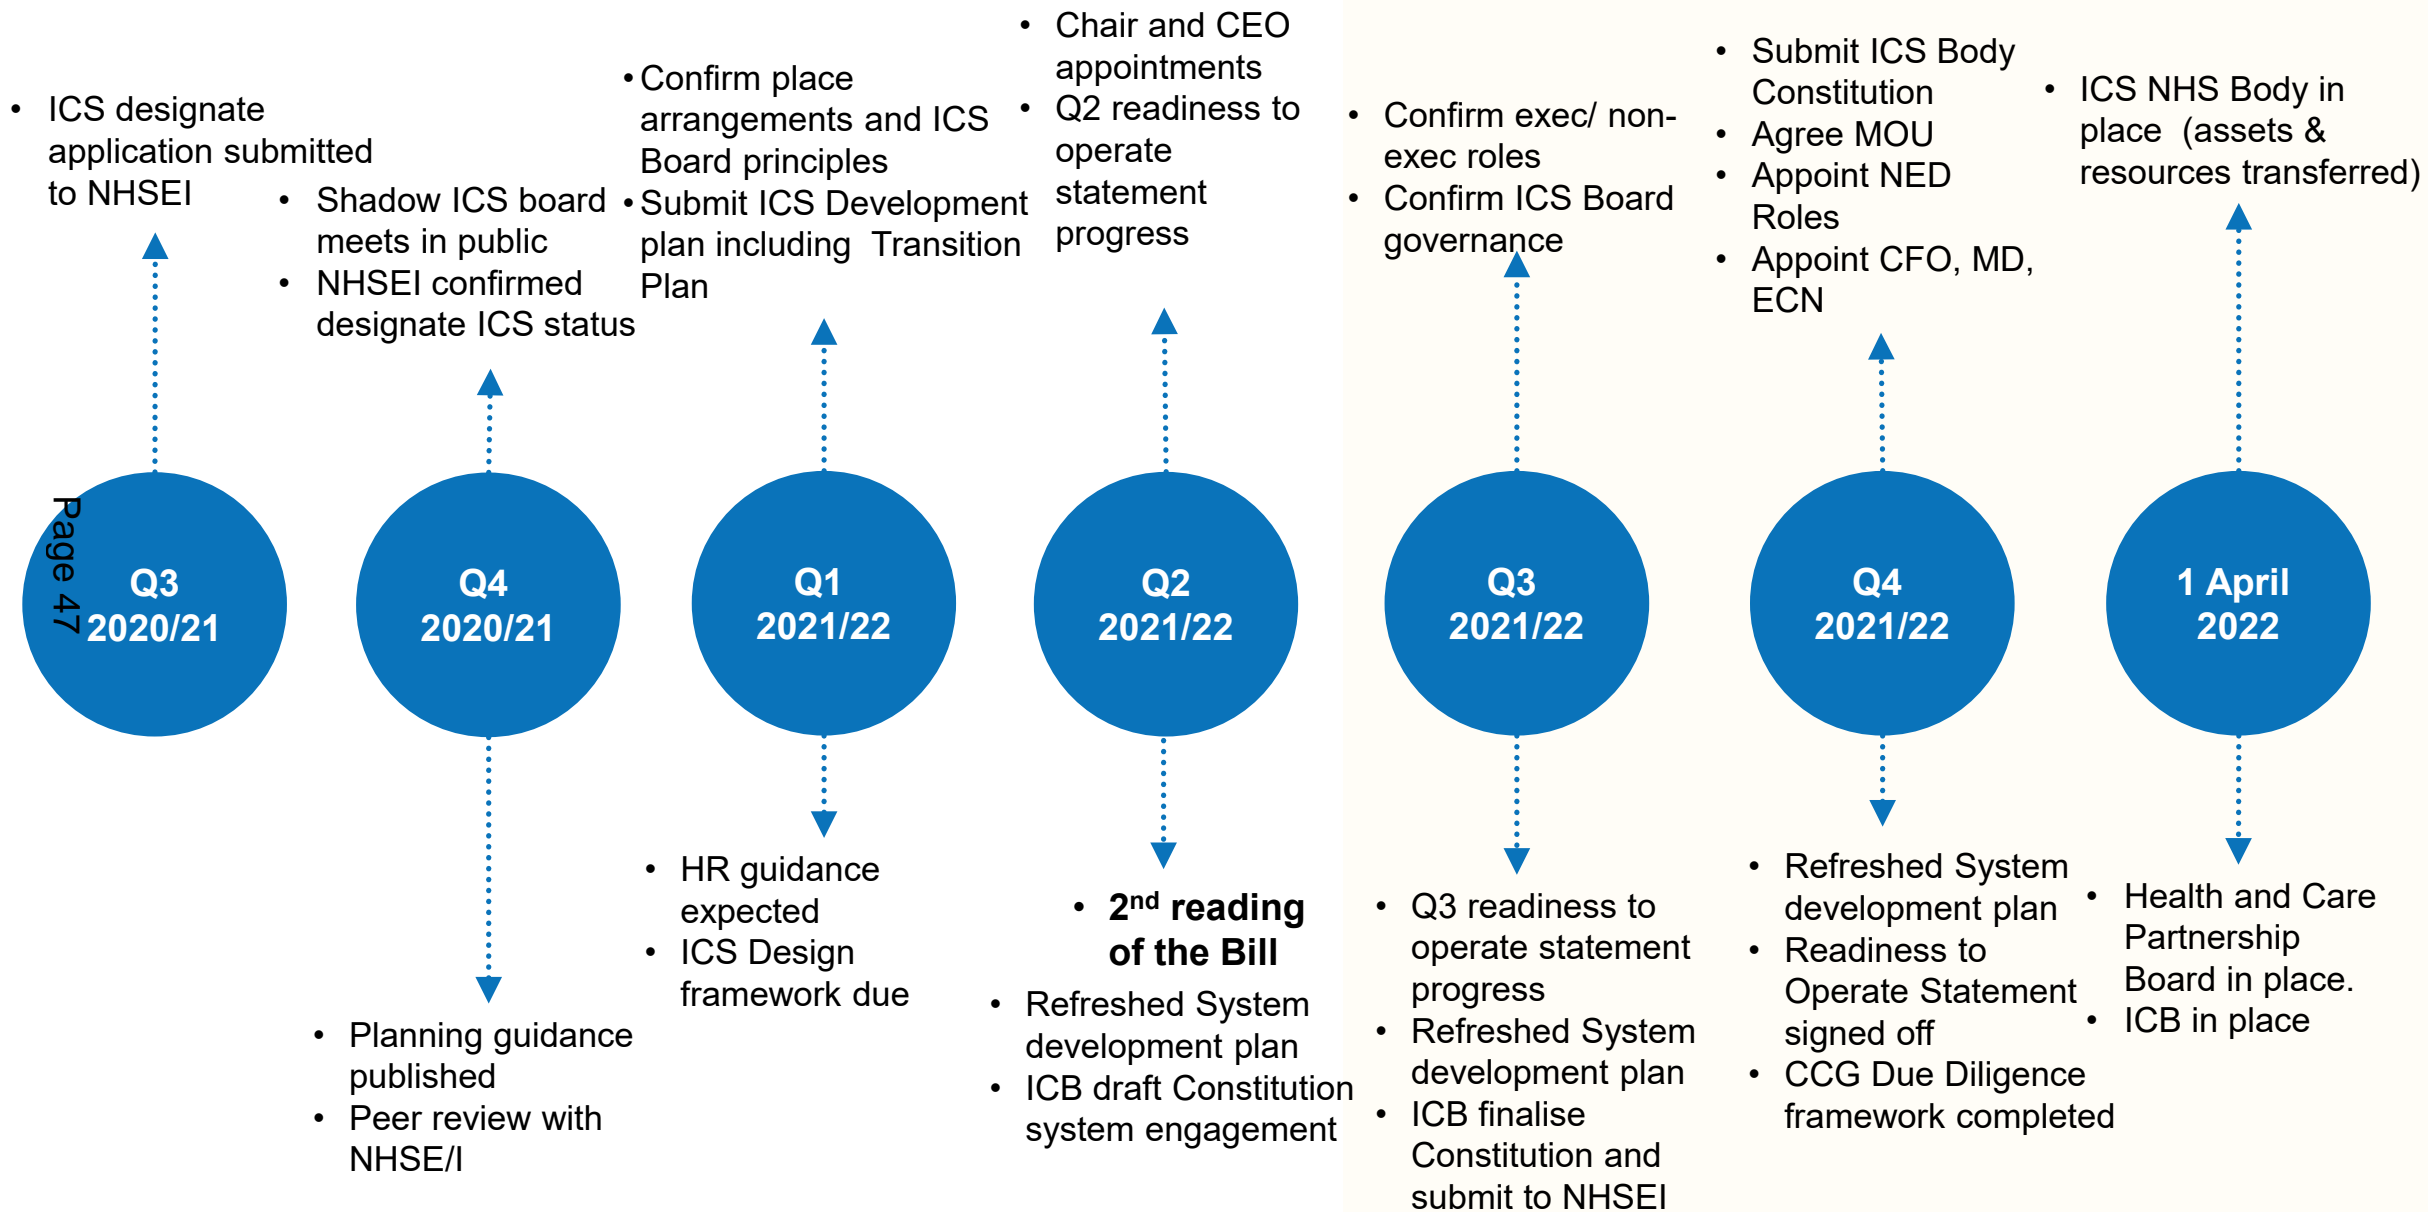 • ICS designate
application submitted
to NHSEI
• Shadow ICS board
meets in public
• NHSEI confirmed
designate ICS status
• Confirm place
arrangements and ICS
Board principles
• Submit ICS Development
plan including Transition
Plan
• Chair and CEO
appointments
• Q2 readiness to
operate
statement
progress
• Confirm exec/ non-
exec roles
• Confirm ICS Board
governance
• Submit ICS Body
Constitution
• Agree MOU
• Appoint NED
Roles
• Appoint CFO, MD,
ECN
• ICS NHS Body in
place (assets &
resources transferred)
Page 47
Q3
2020/21
Q4
2020/21
Q1
2021/22
Q2
2021/22
Q3
2021/22
Q4
2021/22
1 April
2022
• Planning guidance
published
• Peer review with
NHSE/I
• HR guidance
expected
• ICS Design
framework due
• 2nd reading
of the Bill
• Refreshed System
development plan
• ICB draft Constitution
system engagement
• Q3 readiness to
operate statement
progress
• Refreshed System
development plan
• ICB finalise
Constitution and
submit to NHSEI
• Refreshed System
development plan
• Readiness to
Operate Statement
signed off
• CCG Due Diligence
framework completed
• Health and Care
Partnership
Board in place.
• ICB in place